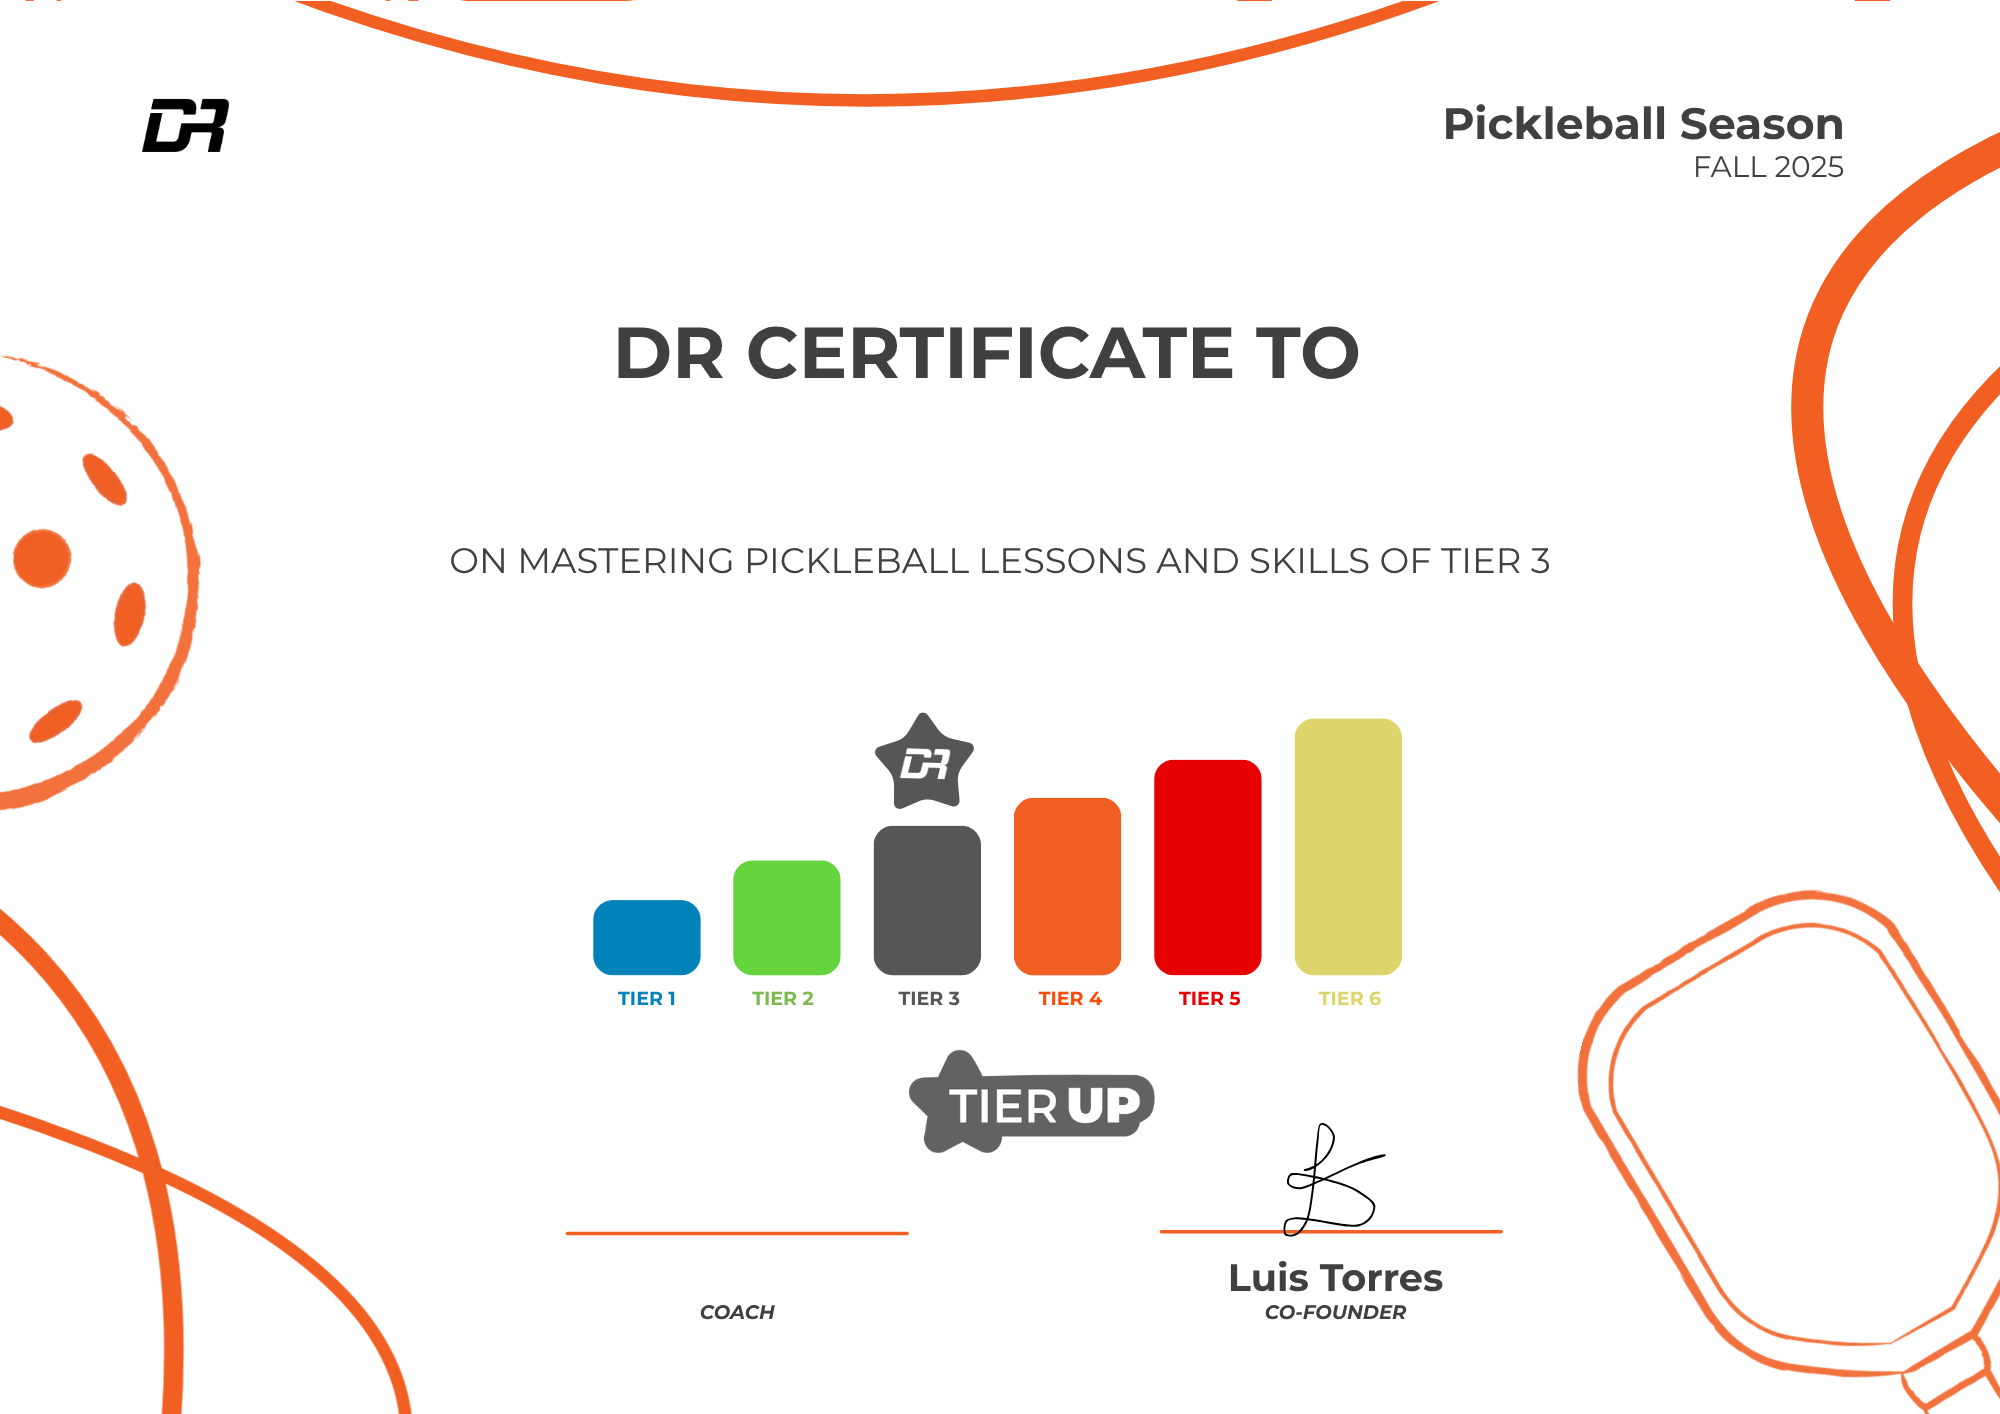 DR
Pickleball Season
FALL 2025
DR CERTIFICATE TO
ON MASTERING PICKLEBALL LESSONS AND SKILLS OF TIER 3
DR
TIER 1 TIER 2 TIER 3 TIER 4 TIER 5 TIER 6
TIER UP
Luis Torres
COACH CO-FOUNDER